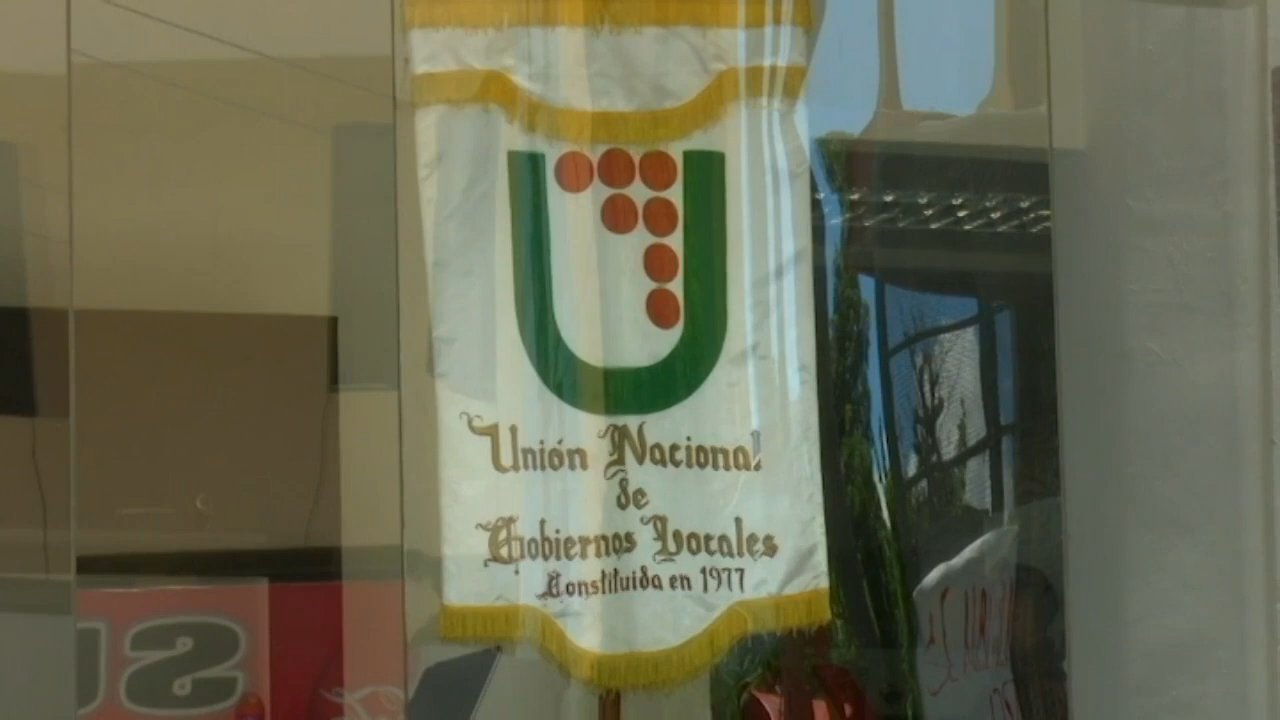 Unión Nacional
de
Gobiernos Locales
Constituida en 1977